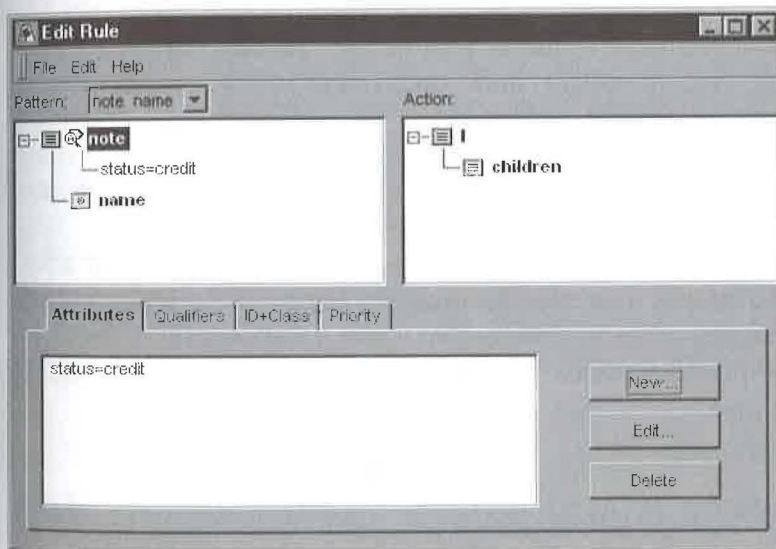 Edit Rule
File Edit Help
Pattern: note name
Action:
note
status=credit
name
I
children
Attributes Qualifiers ID+Class Priority
status=credit
New...
Edit...
Delete